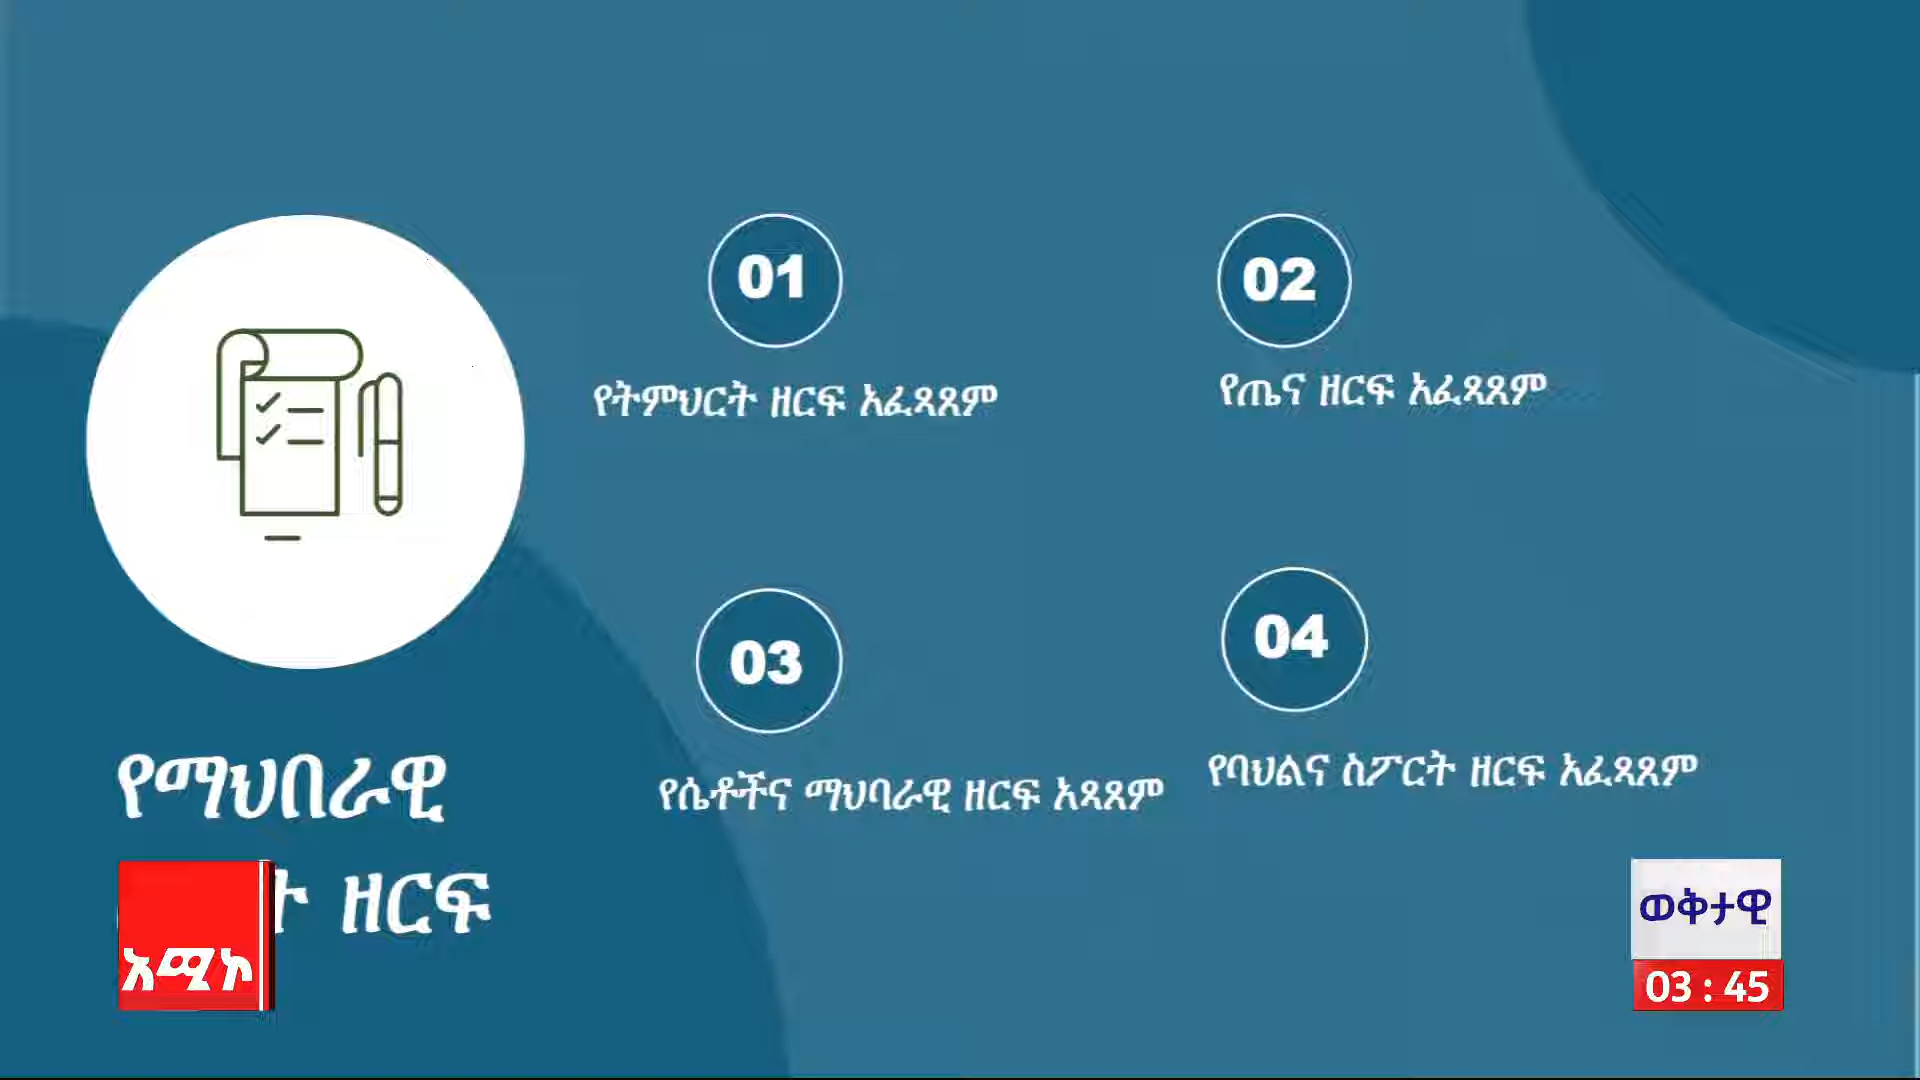 01
የትምህርት ዘርፍ አፈጻጸም
02
የጤና ዘርፍ አፈጻጸም
03
የሴቶችና ማህባራዊ ዘርፍ አጻጸም
04
የባህልና ስፖርት ዘርፍ አፈጻጸም
የማህበራዊ
ዘርፍ
አሚኮ
ወቅታዊ
03 : 45